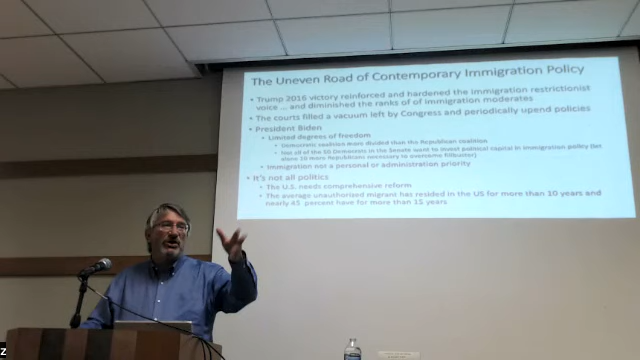 The Uneven Road of Contemporary Immigration Policy
• Trump 2016 victory reinforced and hardened the immigration restrictionist
voice ... and diminished the ranks of of immigration moderates
• The courts filled a vacuum left by Congress and periodically upend policies
• President Biden
• Limited degrees of freedom
• Democratic coalition more divided than the Republican coalition
• Not all of the 50 Democrats in the Senate want to invest political capital in immigration policy (let
alone 10 more Republicans necessary to overcome filibuster)
• Immigration not a personal or administration priority
• It's not all politics
• The U.S. needs comprehensive reform
• The average unauthorized migrant has resided in the US for more than 10 years and
nearly 45 percent have for more than 15 years
Z